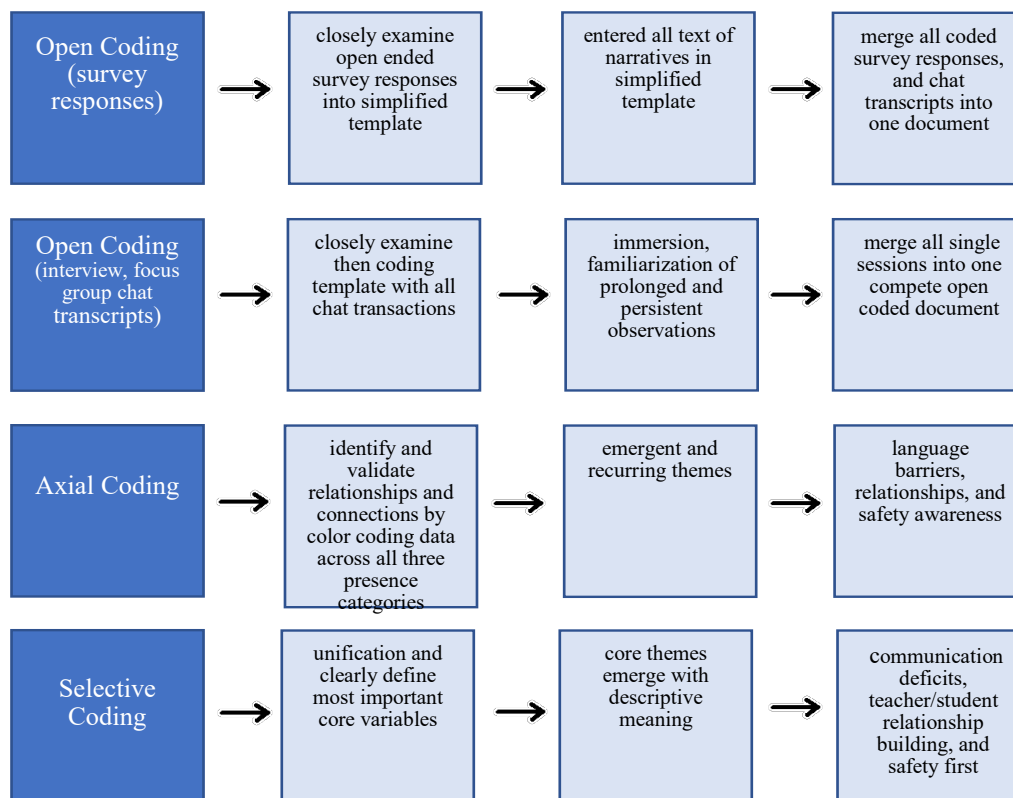 Open Coding
(survey
responses)
closely examine
open ended
survey responses
into simplified
template
entered all text of
narratives in
simplified
template
merge all coded
survey responses,
and chat
transcripts into
one document
Open Coding
(interview, focus
group chat
transcripts)
closely examine
then coding
template with all
chat transactions
immersion,
familiarization of
prolonged and
persistent
observations
merge all single
sessions into one
compete open
coded document
Axial Coding
identify and
validate
relationships and
connections by
color coding data
across all three
presence
categories
emergent and
recurring themes
language
barriers,
relationships, and
safety awareness
Selective
Coding
unification and
clearly define
most important
core variables
core themes
emerge with
descriptive
meaning
communication
deficits,
teacher/student
relationship
building, and
safety first